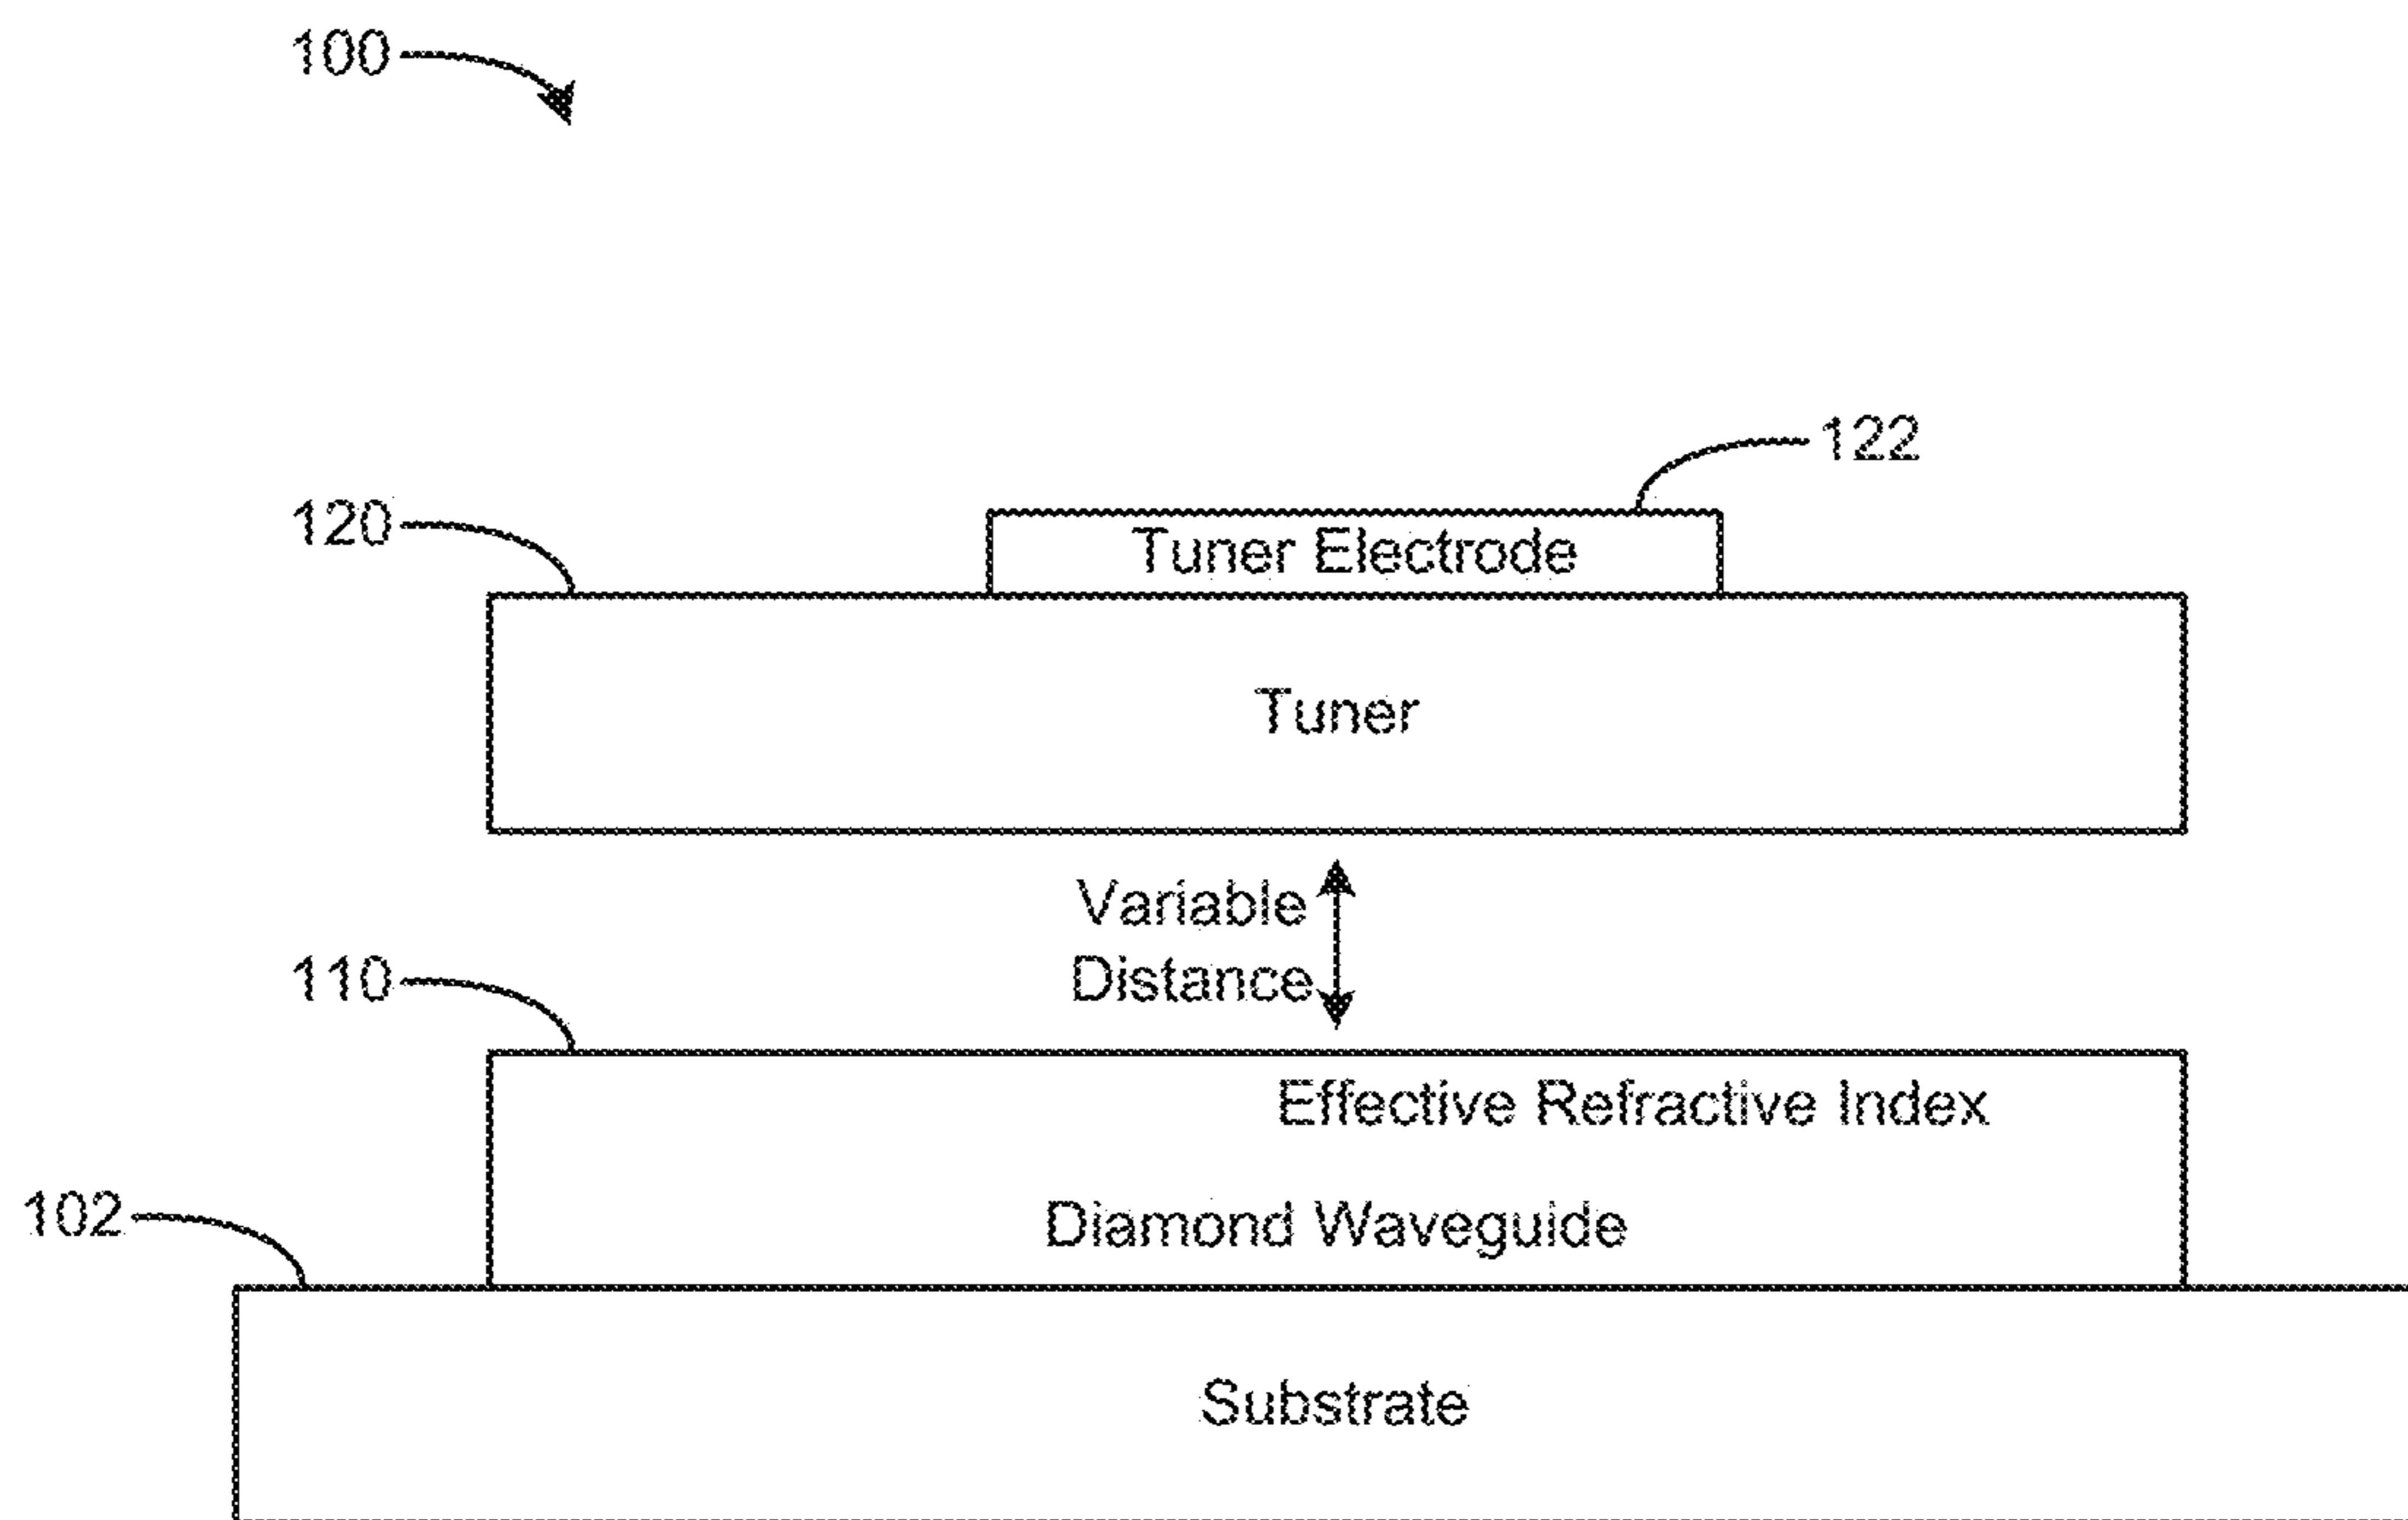 100
122
120
Tuner Electrode
Tuner
Variable
Distance
110
Effective Refractive Index
Diamond Waveguide
102
Substrate